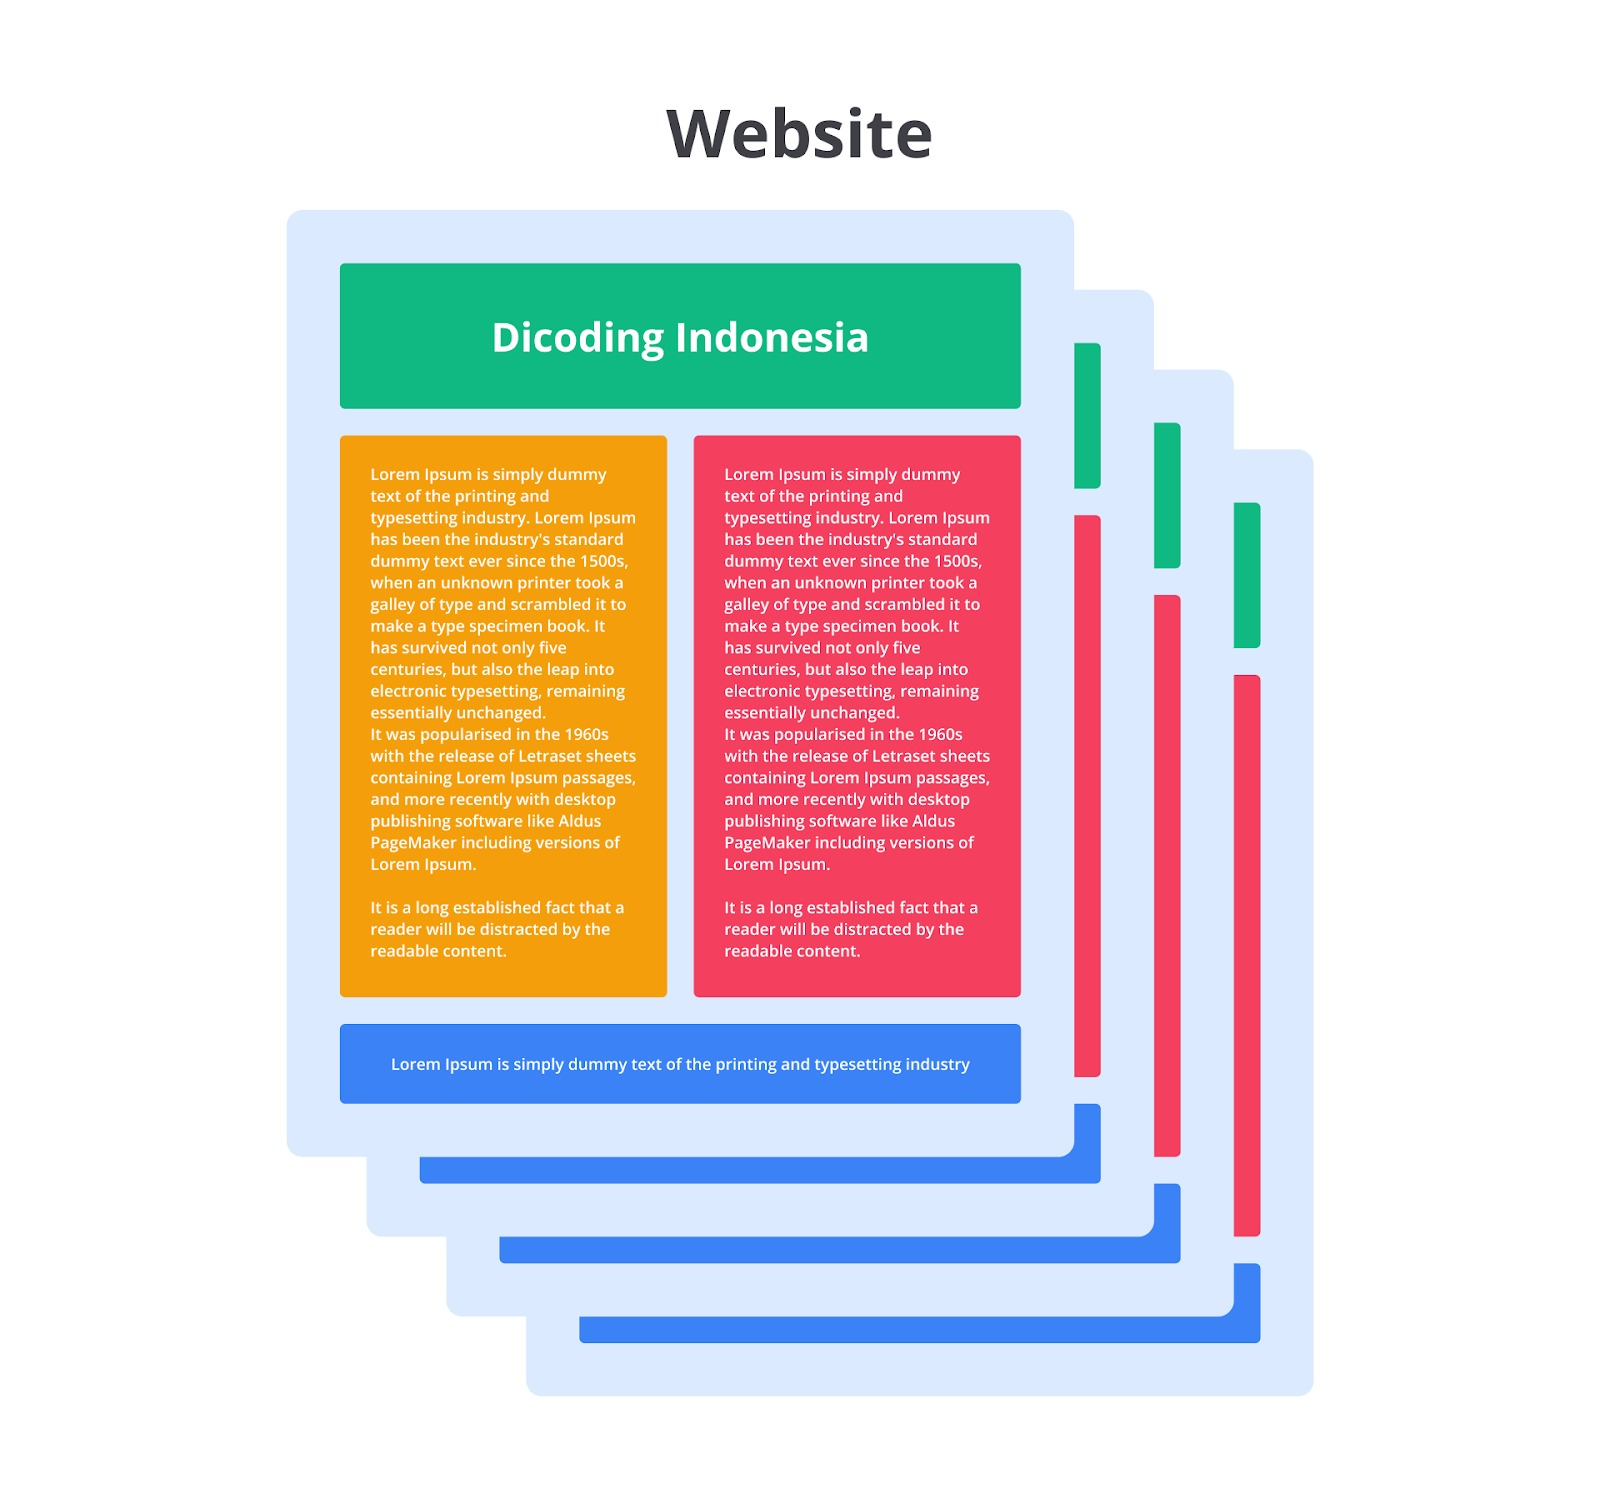 Website
Dicoding Indonesia
Lorem Ipsum is simply dummy
text of the printing and
typesetting industry. Lorem Ipsum
has been the industry's standard
dummy text ever since the 1500s,
when an unknown printer took a
galley of type and scrambled it to
make a type specimen book. It
has survived not only five
centuries, but also the leap into
electronic typesetting, remaining
essentially unchanged.
It was popularised in the 1960s
with the release of Letraset sheets
containing Lorem Ipsum passages,
and more recently with desktop
publishing software like Aldus
PageMaker including versions of
Lorem Ipsum.
It is a long established fact that a
reader will be distracted by the
readable content.
Lorem Ipsum is simply dummy
text of the printing and
typesetting industry. Lorem Ipsum
has been the industry's standard
dummy text ever since the 1500s,
when an unknown printer took a
galley of type and scrambled it to
make a type specimen book. It
has survived not only five
centuries, but also the leap into
electronic typesetting, remaining
essentially unchanged.
It was popularised in the 1960s
with the release of Letraset sheets
containing Lorem Ipsum passages,
and more recently with desktop
publishing software like Aldus
PageMaker including versions of
Lorem Ipsum.
It is a long established fact that a
reader will be distracted by the
readable content.
Lorem Ipsum is simply dummy text of the printing and typesetting industry